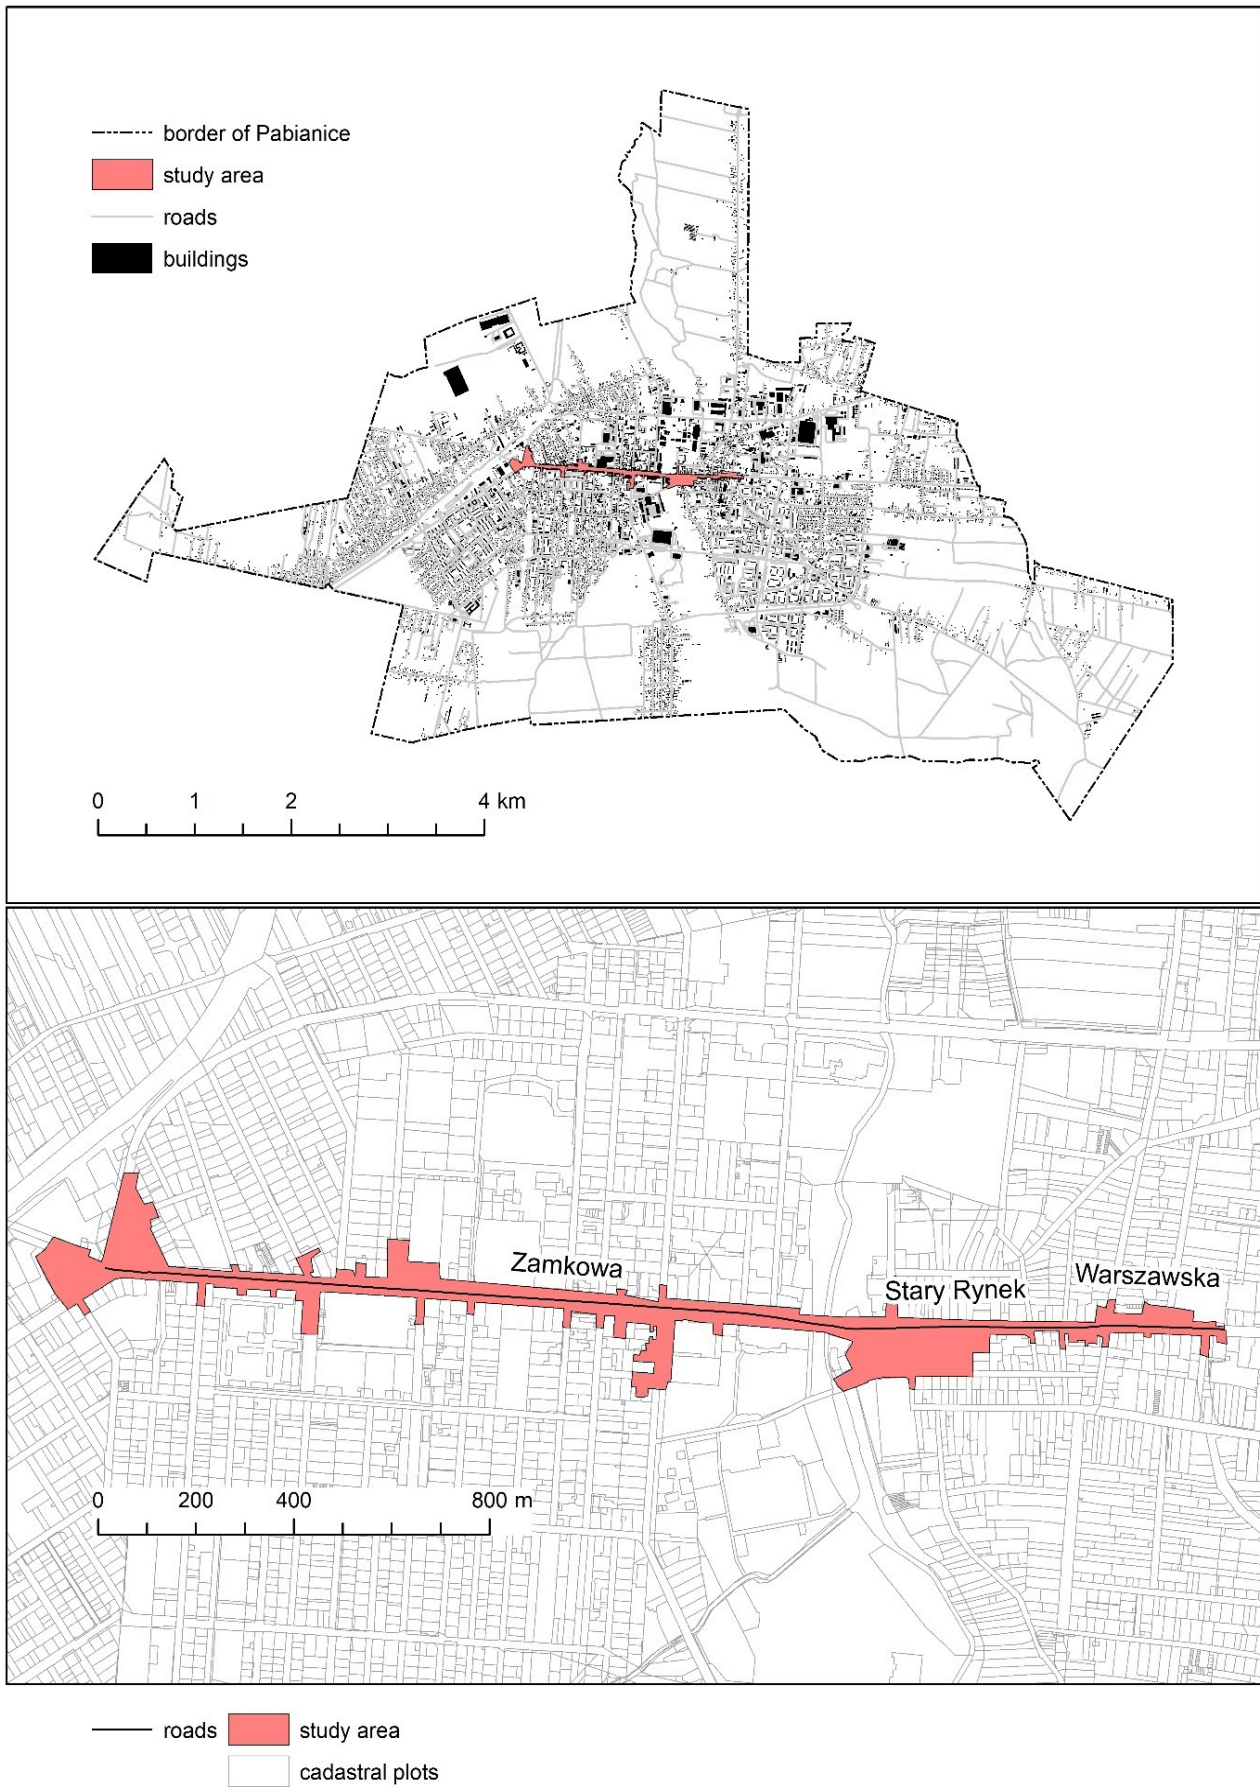 border of Pabianice
study area
roads
buildings
0 1 2 4 km
Zamkowa
Stary Rynek
Warszawska
0 200 400 800 m
roads study area
cadastral plots